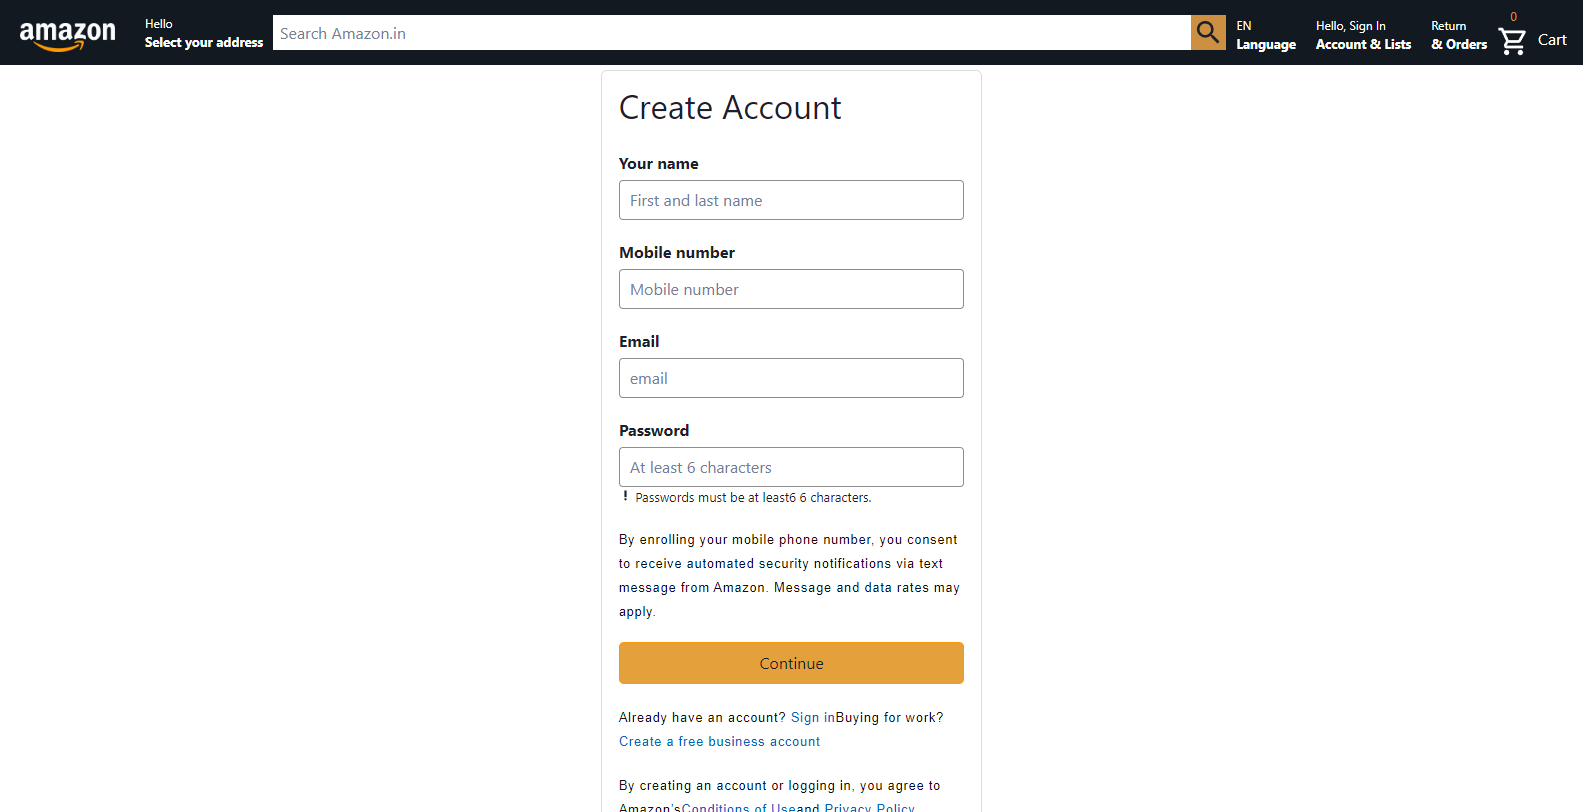 amazon
Hello
Select your address
Search Amazon.in
EN
Language
Hello, Sign In
Account & Lists
Return
& Orders
0
Cart
Create Account
Your name
First and last name
Mobile number
Mobile number
Email
email
Password
At least 6 characters
! Passwords must be at least6 6 characters.
By enrolling your mobile phone number, you consent
to receive automated security notifications via text
message from Amazon. Message and data rates may
apply.
Continue
Already have an account? Sign inBuying for work?
Create a free business account
By creating an account or logging in, you agree to
Amazon'sConditions of Useand Privacy Policy.